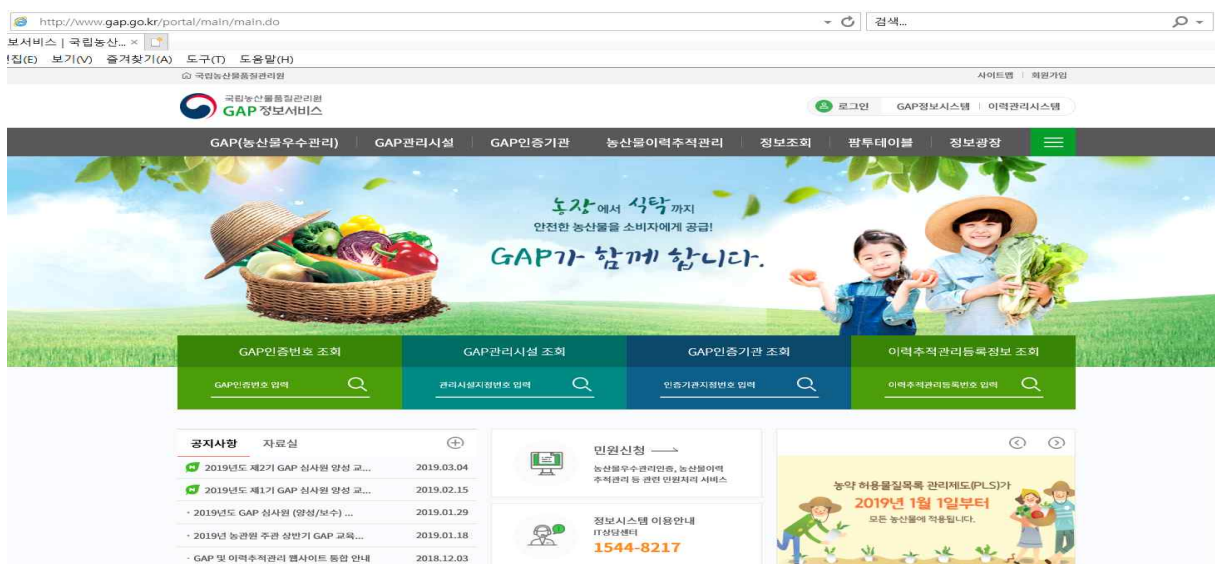 http://www.gap.go.kr/portal/main/main.do
검색...
보서비스 | 국립농산... ×
집(E) 보기(V) 즐겨찾기(A) 도구(T) 도움말(H)
국립농산물품질관리원
사이트맵 | 회원가입
국립농산물품질관리원
GAP 정보서비스
로그인 GAP정보시스템 | 이력관리시스템
GAP(농산물우수관리) GAP관리시설 GAP인증기관 농산물이력추적관리 정보조회 팜투테이블 정보광장
농장에서 식탁까지
안전한 농산물을 소비자에게 공급!
GAP가 함께 합니다.
GAP인증번호 조회
GAP인증번호 입력
GAP관리시설 조회
관리시설지정번호 입력
GAP인증기관 조회
인증기관지정번호 입력
이력추적관리등록정보 조회
이력추적관리등록번호 입력
공지사항 자료실
N 2019년도 제2기 GAP 심사원 양성 교... 2019.03.04
N 2019년도 제1기 GAP 심사원 양성 교... 2019.02.15
· 2019년도 GAP 심사원 (양성/보수) ... 2019.01.29
· 2019년 농관원 주관 상반기 GAP 교육... 2019.01.18
· GAP 및 이력추적관리 웹사이트 통합 안내 2018.12.03
민원신청
농산물우수관리인증, 농산물이력
추적관리 등 관련 민원처리 서비스
정보시스템 이용안내
IT상담센터
1544-8217
농약 허용물질목록 관리제도(PLS)가
2019년 1월 1일부터
모든 농산물에 적용됩니다.